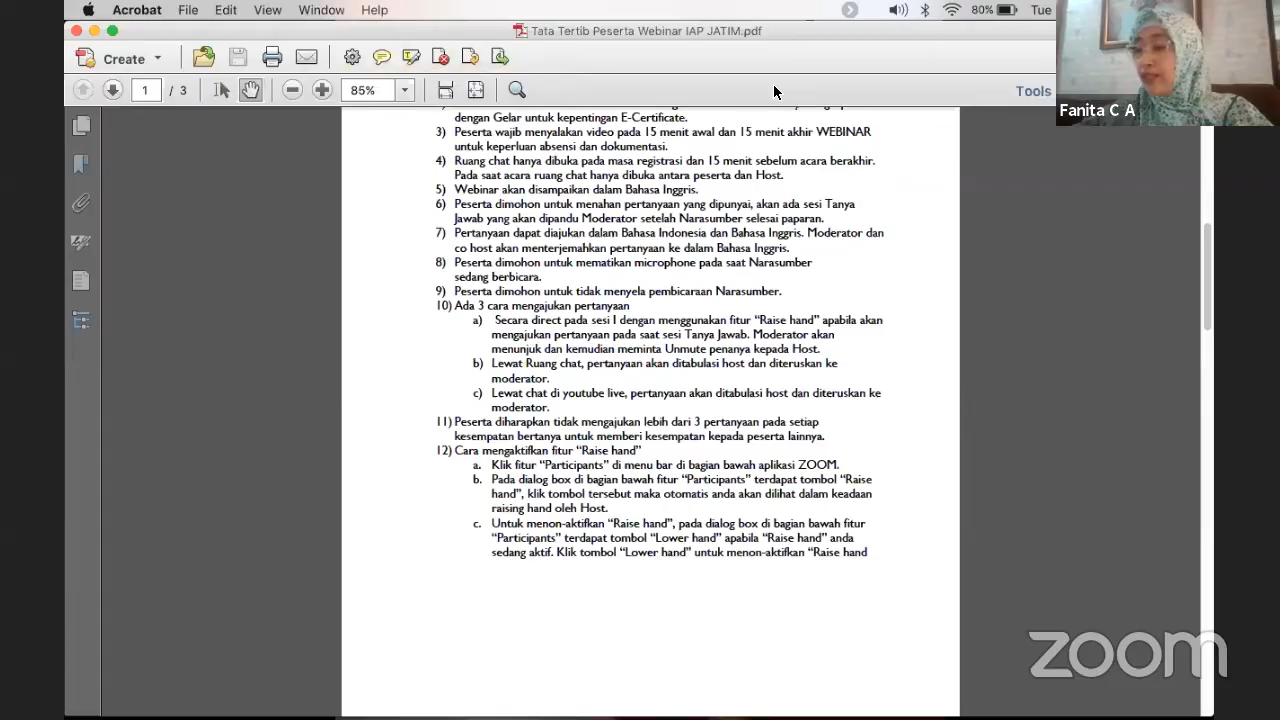 Acrobat File Edit View Window Help 80% Tue
Tata Tertib Peserta Webinar IAP JATIM.pdf
Create
1 / 3 85% Tools
Fanita C A
dengan Gelar untuk kepentingan E-Certificate.
3) Peserta wajib menyalakan video pada 15 menit awal dan 15 menit akhir WEBINAR
untuk keperluan absensi dan dokumentasi.
4) Ruang chat hanya dibuka pada masa registrasi dan 15 menit sebelum acara berakhir.
Pada saat acara ruang chat hanya dibuka antara peserta dan Host.
5) Webinar akan disampaikan dalam Bahasa Inggris.
6) Peserta dimohon untuk menahan pertanyaan yang dipunyai, akan ada sesi Tanya
Jawab yang akan dipandu Moderator setelah Narasumber selesai paparan.
7) Pertanyaan dapat diajukan dalam Bahasa Indonesia dan Bahasa Inggris. Moderator dan
co host akan menterjemahkan pertanyaan ke dalam Bahasa Inggris.
8) Peserta dimohon untuk mematikan microphone pada saat Narasumber
sedang berbicara.
9) Peserta dimohon untuk tidak menyela pembicaraan Narasumber.
10) Ada 3 cara mengajukan pertanyaan
a) Secara direct pada sesi I dengan menggunakan fitur “Raise hand” apabila akan
mengajukan pertanyaan pada saat sesi Tanya Jawab. Moderator akan
menunjuk dan kemudian meminta Unmute penanya kepada Host.
b) Lewat Ruang chat, pertanyaan akan ditabulasi host dan diteruskan ke
moderator.
c) Lewat chat di youtube live, pertanyaan akan ditabulasi host dan diteruskan ke
moderator.
11) Peserta diharapkan tidak mengajukan lebih dari 3 pertanyaan pada setiap
kesempatan bertanya untuk memberi kesempatan kepada peserta lainnya.
12) Cara mengaktifkan fitur “Raise hand”
a. Klik fitur “Participants” di menu bar di bagian bawah aplikasi ZOOM.
b. Pada dialog box di bagian bawah fitur “Participants” terdapat tombol “Raise
hand”, klik tombol tersebut maka otomatis anda akan dilihat dalam keadaan
raising hand oleh Host.
c. Untuk menon-aktifkan “Raise hand”, pada dialog box di bagian bawah fitur
“Participants” terdapat tombol “Lower hand” apabila “Raise hand” anda
sedang aktif. Klik tombol “Lower hand” untuk menon-aktifkan “Raise hand
zoom